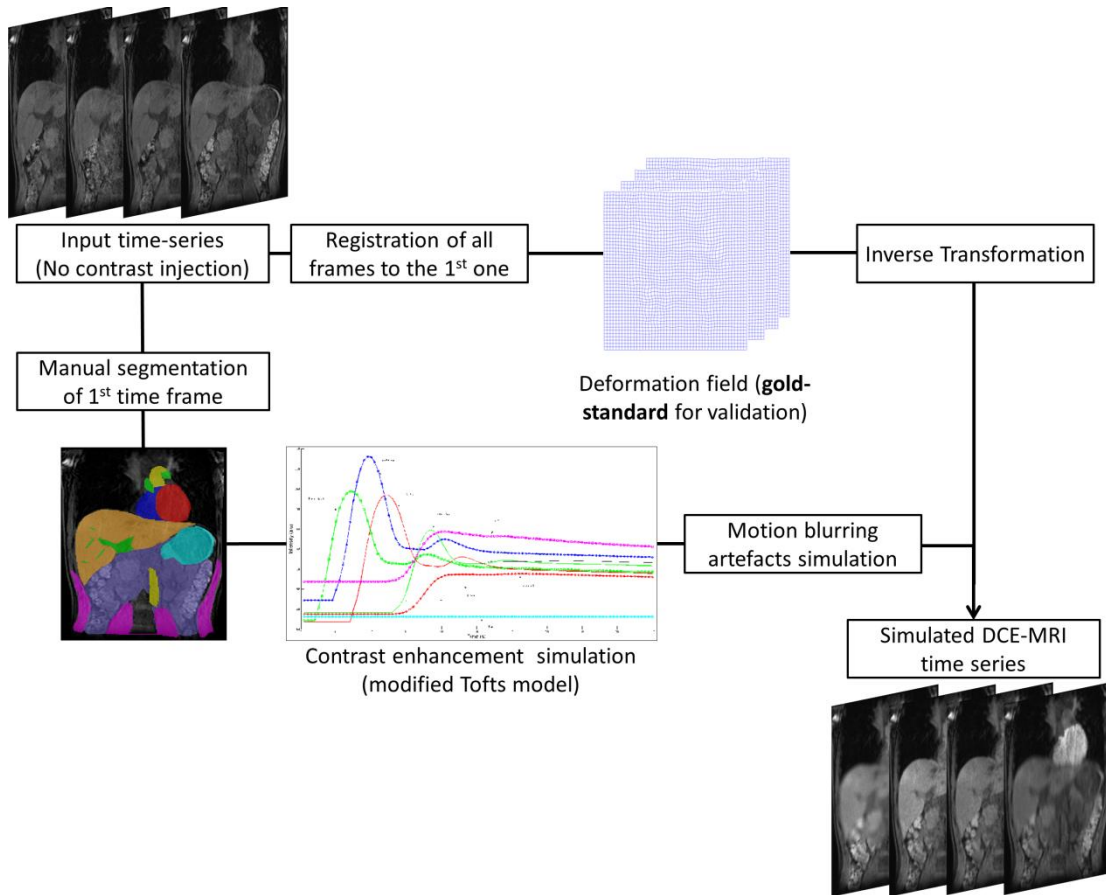 Input time-series
(No contrast injection)
Registration of all
frames to the 1st one
Inverse Transformation
Manual segmentation
of 1st time frame
Deformation field (gold-
standard for validation)
Motion blurring
artefacts simulation
Contrast enhancement simulation
(modified Tofts model)
Simulated DCE-MRI
time series